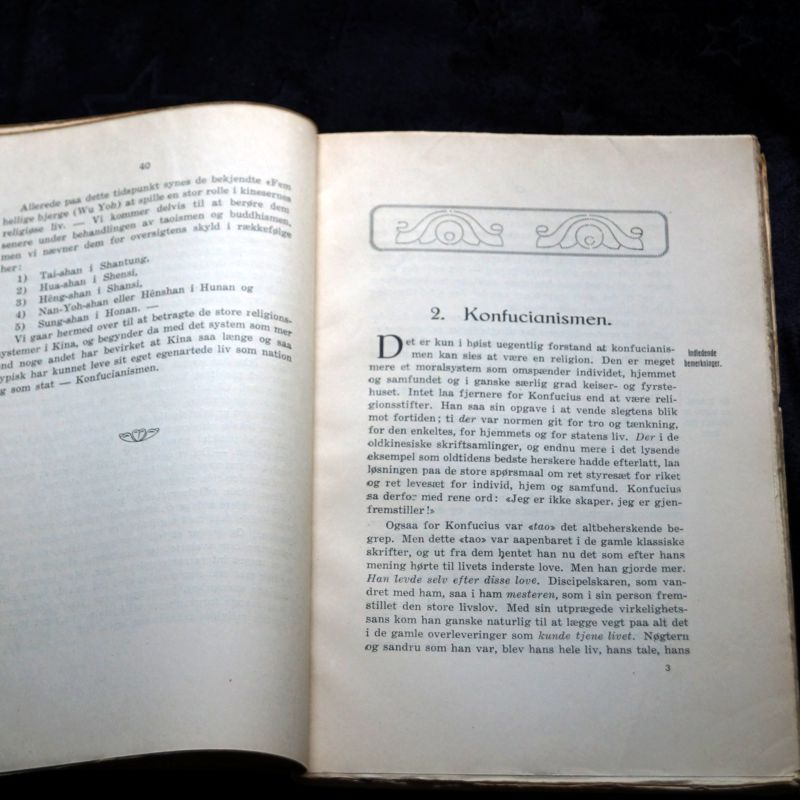 40
Allerede paa dette tidspunkt synes de bekjendte «Fem
hellige bjerge (Wu Yoh) at spille en stor rolle i kinesernes
religiøse liv. — Vi kommer delvis til at berøre dem
senere under behandlingen av taoismen og buddhismen,
men vi nævner dem for oversigtens skyld i rækkefølge
her:
1) Tai-shan i Shantung,
2) Hua-shan i Shensi,
3) Hêng-shan i Shansi,
4) Nan-Yoh-shan eller Hênshan i Hunan og
5) Sung-shan i Honan. —
Vi gaar hermed over til at betragte de store religions-
systemer i Kina, og begynder da med det system som mer
end noge andet har bevirket at Kina saa længe og saa
typisk har kunnet leve sit eget egenartede liv som nation
og som stat — Konfucianismen.
2. Konfucianismen.
Det er kun i høist uegentlig forstand at konfucianis-
men kan sies at være en religion. Den er meget
mere et moralsystem som omspænder individet, hjemmet
og samfundet og i ganske særlig grad keiser- og fyrste-
huset. Intet laa fjernere for Konfucius end at være reli-
gionsstifter. Han saa sin opgave i at vende slegtens blik
mot fortiden; ti der var normen git for tro og tænkning,
for den enkeltes, for hjemmets og for statens liv. Der i de
oldkinesiske skriftsamlinger, og endnu mere i det lysende
eksempel som oldtidens bedste herskere hadde efterlatt, laa
løsningen paa de store spørsmaal om ret styresæt for riket
og ret levesæt for individ, hjem og samfund. Konfucius
sa derfor med rene ord: «Jeg er ikke skaper, jeg er gjen-
fremstiller!»
Indledende
bemerkninger.
Ogsaa for Konfucius var «tao» det altbeherskende be-
grep. Men dette «tao» var aapenbaret i de gamle klassiske
skrifter, og ut fra dem hentet han nu det som efter hans
mening hørte til livets inderste love. Men han gjorde mer.
Han levde selv efter disse love. Discipelskaren, som van-
dret med ham, saa i ham mesteren, som i sin person frem-
stillet den store livslov. Med sin utprægede virkelighets-
sans kom han ganske naturlig til at lægge vegt paa alt det
i de gamle overleveringer som kunde tjene livet. Nøgtern
og sandru som han var, blev hans hele liv, hans tale, hans
3